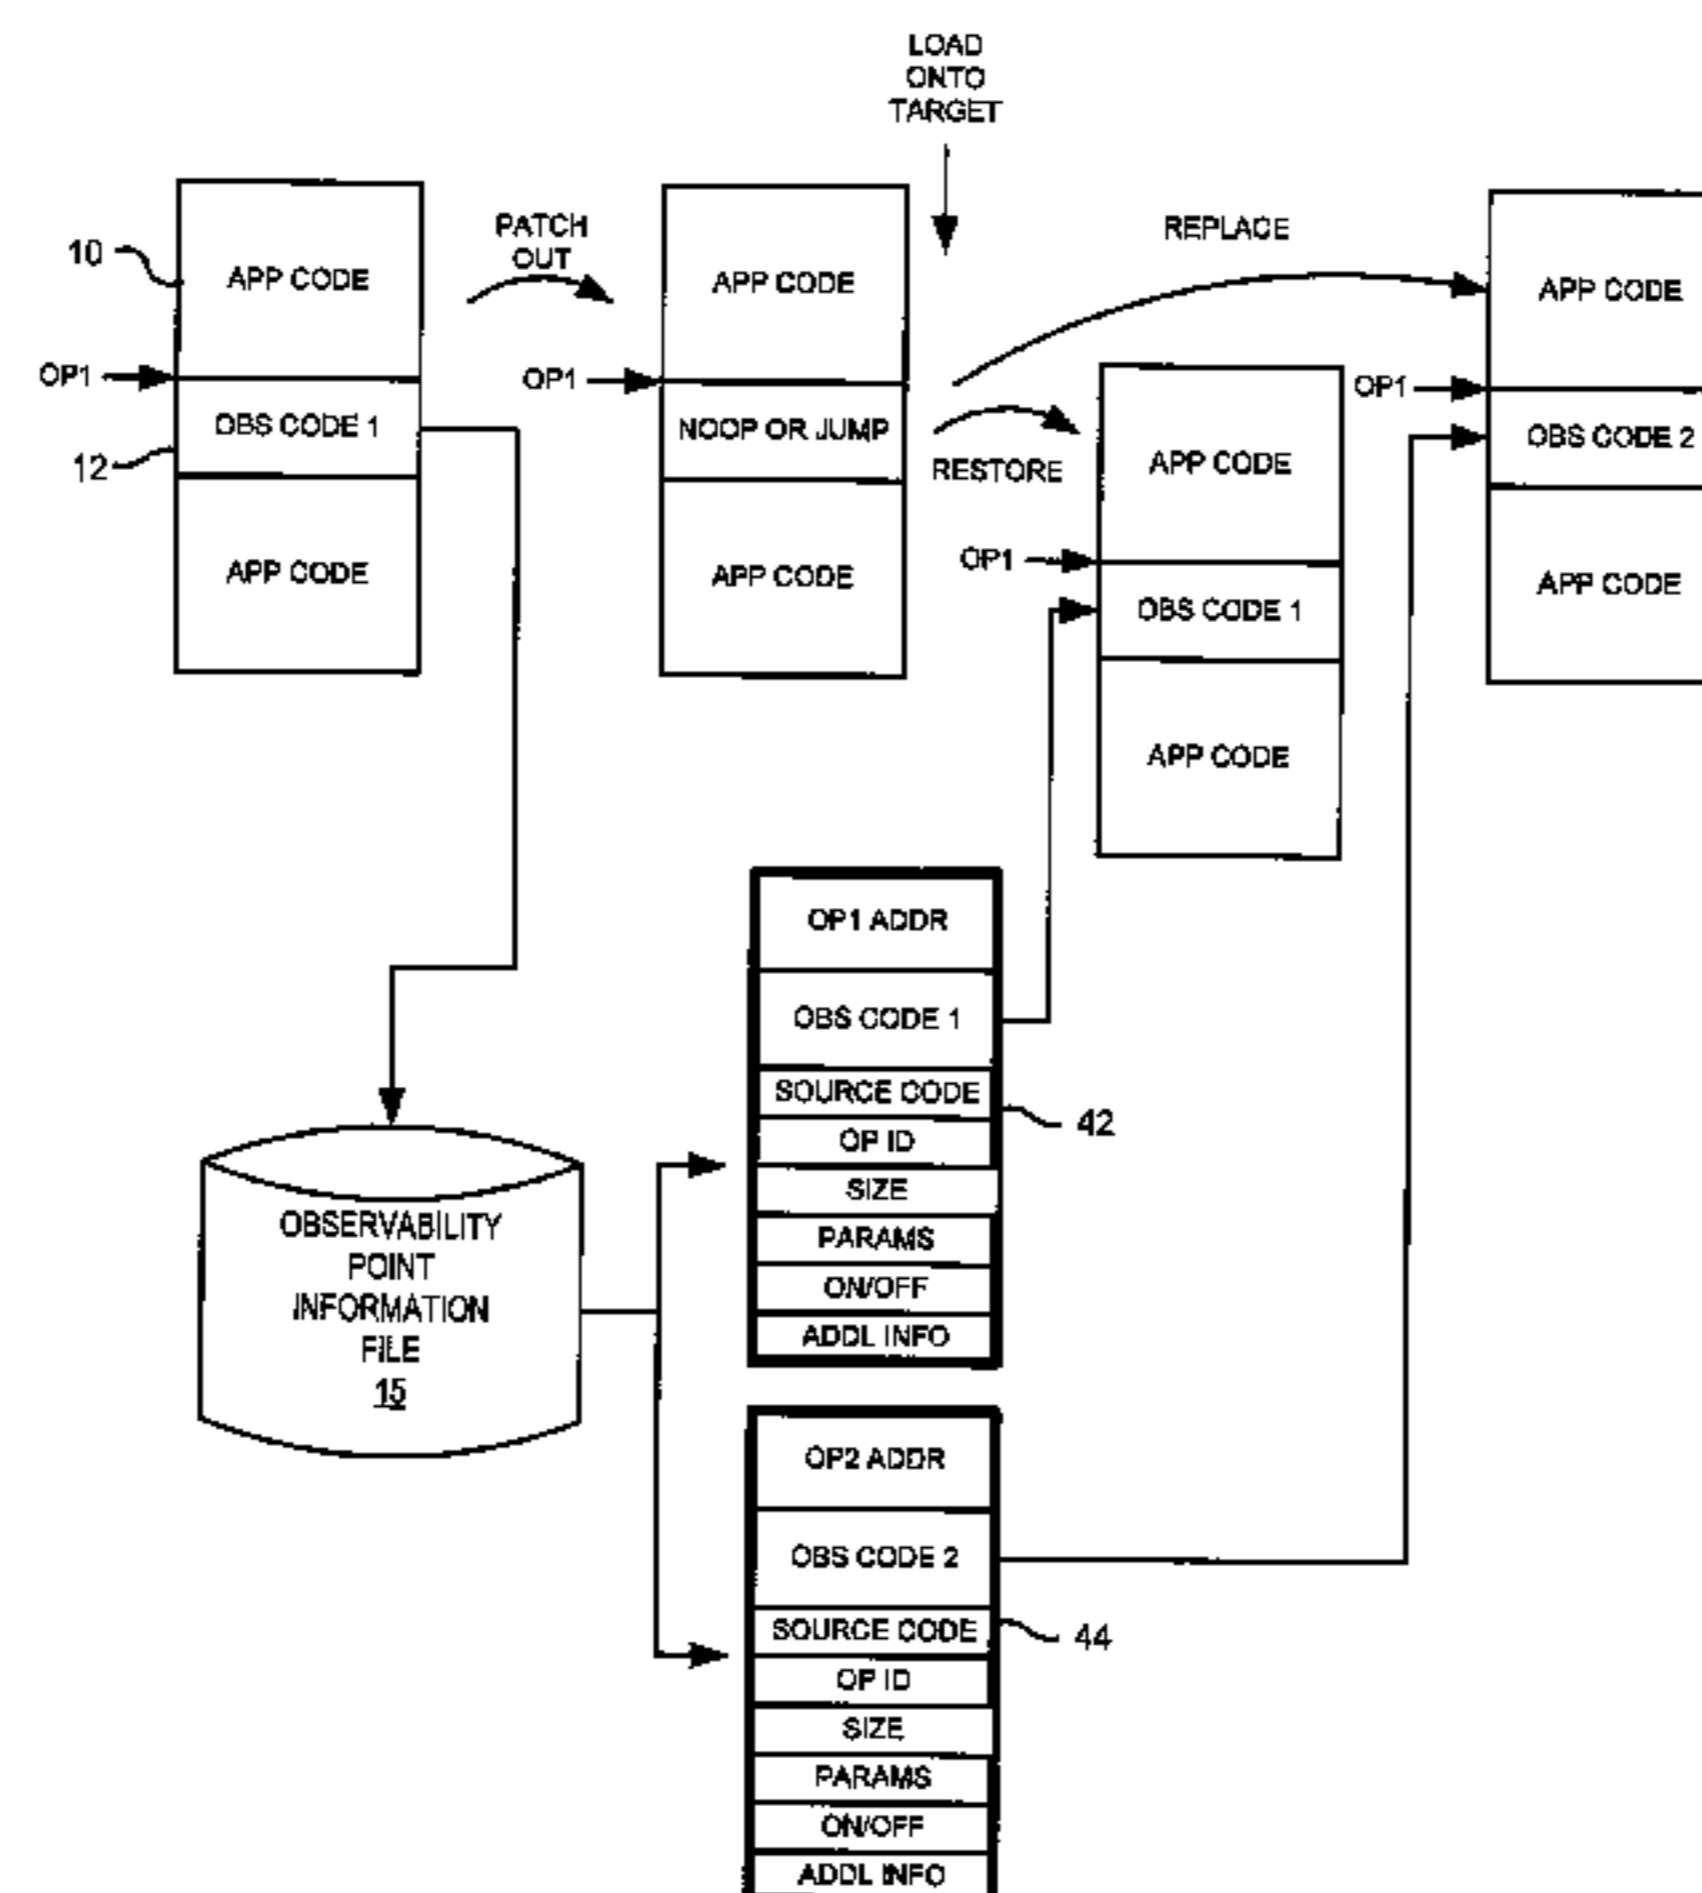 LOAD
ONTO
TARGET
PATCH
OUT
REPLACE
10
APP CODE
APP CODE
APP CODE
OP1
OP1
OP1
OBS CODE 1
NOOP OR JUMP
RESTORE
APP CODE
OBS CODE 2
12
APP CODE
APP CODE
OP1
APP CODE
OBS CODE 1
APP CODE
OP1 ADDR
OBS CODE 1
SOURCE CODE
42
OP ID
SIZE
PARAMS
ON/OFF
ADDL INFO
OBSERVABILITY
POINT
INFORMATION
FILE
15
OP2 ADDR
OBS CODE 2
SOURCE CODE
44
OP ID
SIZE
PARAMS
ON/OFF
ADDL INFO